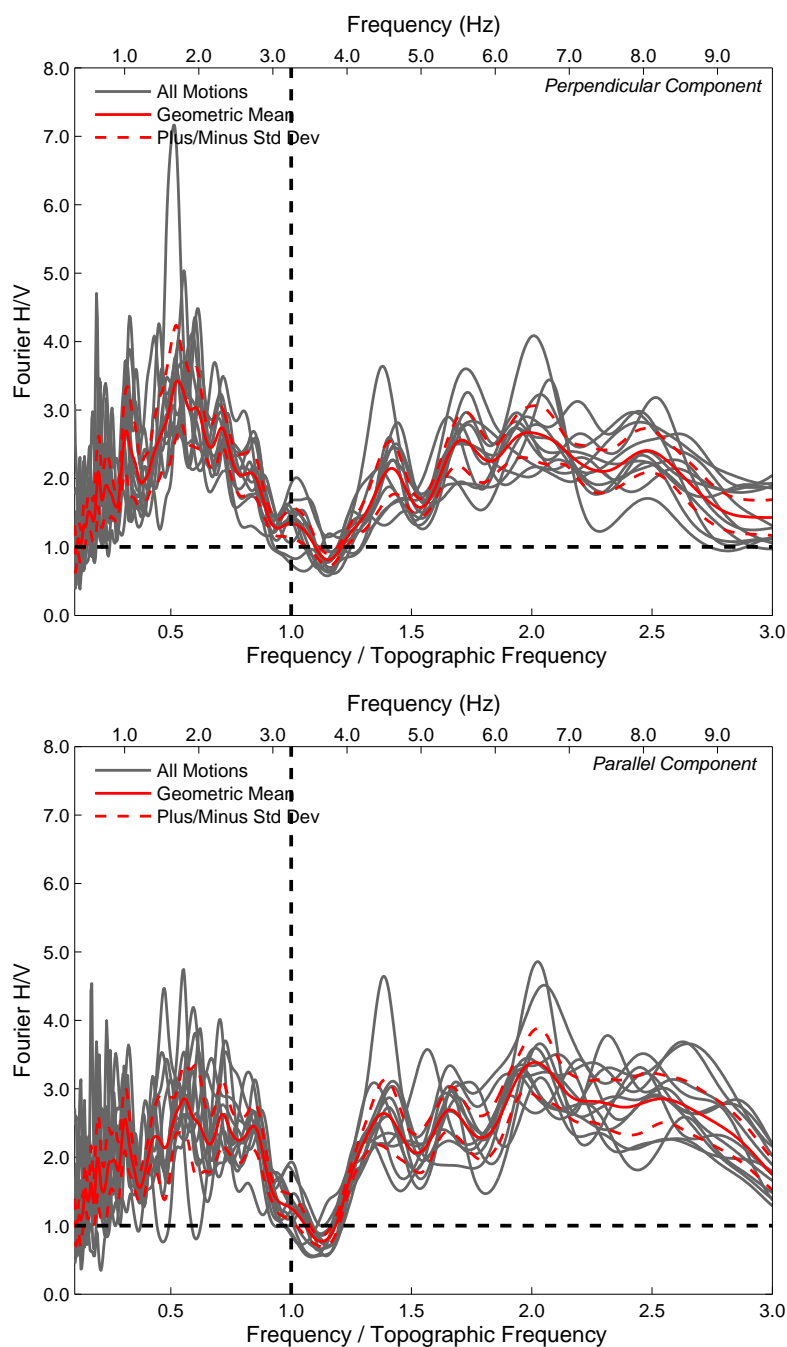 Frequency (Hz)
1.0 2.0 3.0 4.0 5.0 6.0 7.0 8.0 9.0
8.0
7.0
6.0
5.0
4.0
3.0
2.0
1.0
0.0
Fourier H/V
All Motions
Geometric Mean
Plus/Minus Std Dev
Perpendicular Component
0.5 1.0 1.5 2.0 2.5 3.0
Frequency / Topographic Frequency
Frequency (Hz)
1.0 2.0 3.0 4.0 5.0 6.0 7.0 8.0 9.0
8.0
7.0
6.0
5.0
4.0
3.0
2.0
1.0
0.0
Fourier H/V
All Motions
Geometric Mean
Plus/Minus Std Dev
Parallel Component
0.5 1.0 1.5 2.0 2.5 3.0
Frequency / Topographic Frequency